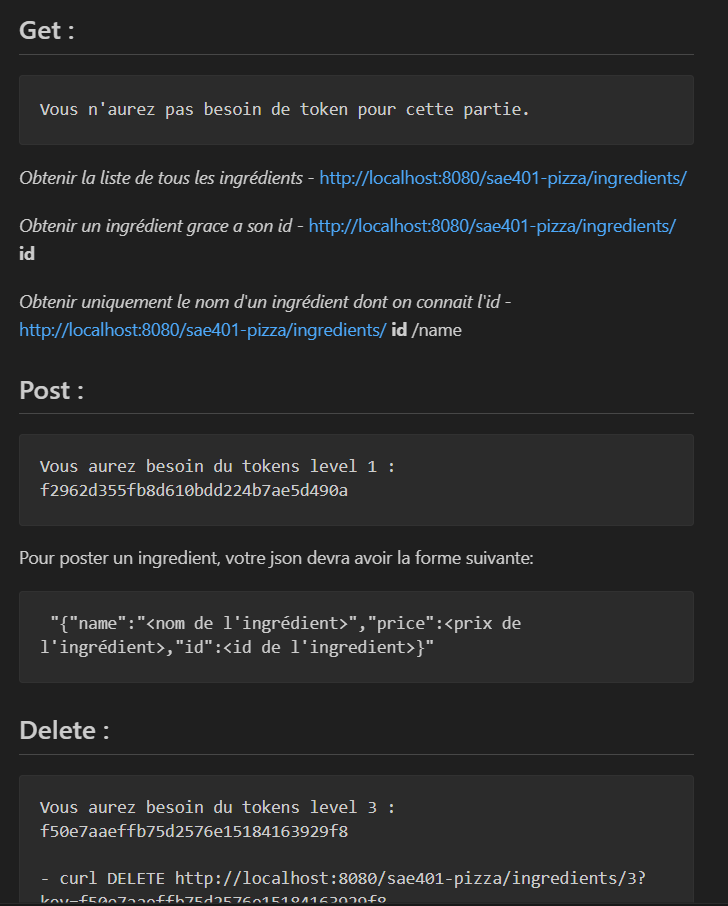 Get :
Vous n'aurez pas besoin de token pour cette partie.
Obtenir la liste de tous les ingrédients - http://localhost:8080/sae401-pizza/ingredients/
Obtenir un ingrédient grace a son id - http://localhost:8080/sae401-pizza/ingredients/
id
Obtenir uniquement le nom d'un ingrédient dont on connait l'id -
http://localhost:8080/sae401-pizza/ingredients/ id /name
Post :
Vous aurez besoin du tokens level 1 :
f2962d355fb8d610bdd224b7ae5d490a
Pour poster un ingredient, votre json devra avoir la forme suivante:
"{"name":"<nom de l'ingrédient>","price":<prix de
l'ingrédient>,"id":<id de l'ingredient>}"
Delete :
Vous aurez besoin du tokens level 3 :
f50e7aaeffb75d2576e15184163929f8
- curl DELETE http://localhost:8080/sae401-pizza/ingredients/3?
key=f50e7aaeffb75d2576e15184163929f8